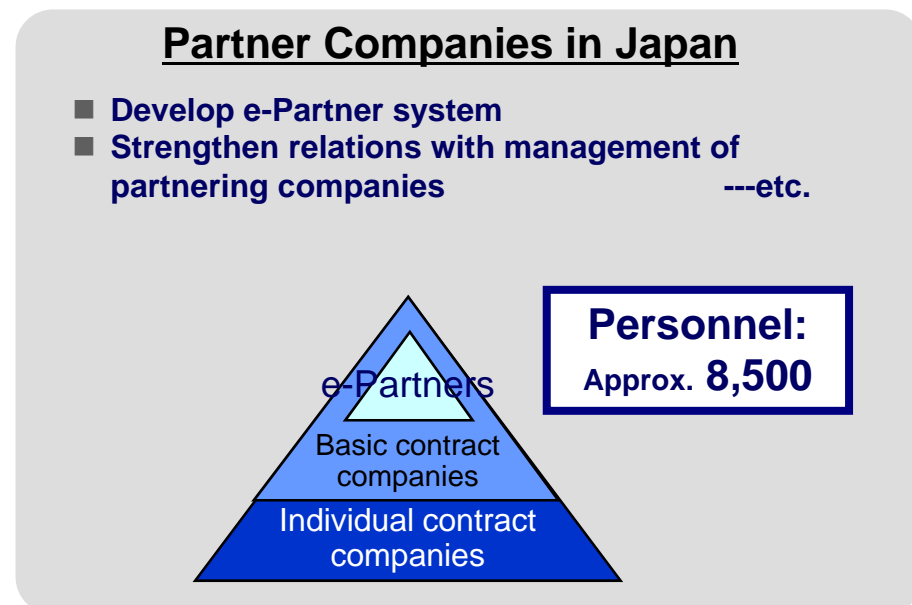 Partner Companies in Japan
■ Develop e-Partner system
■ Strengthen relations with management of
partnering companies ---etc.
Personnel:
Approx. 8,500
e-Partners
Basic contract
companies
Individual contract
companies